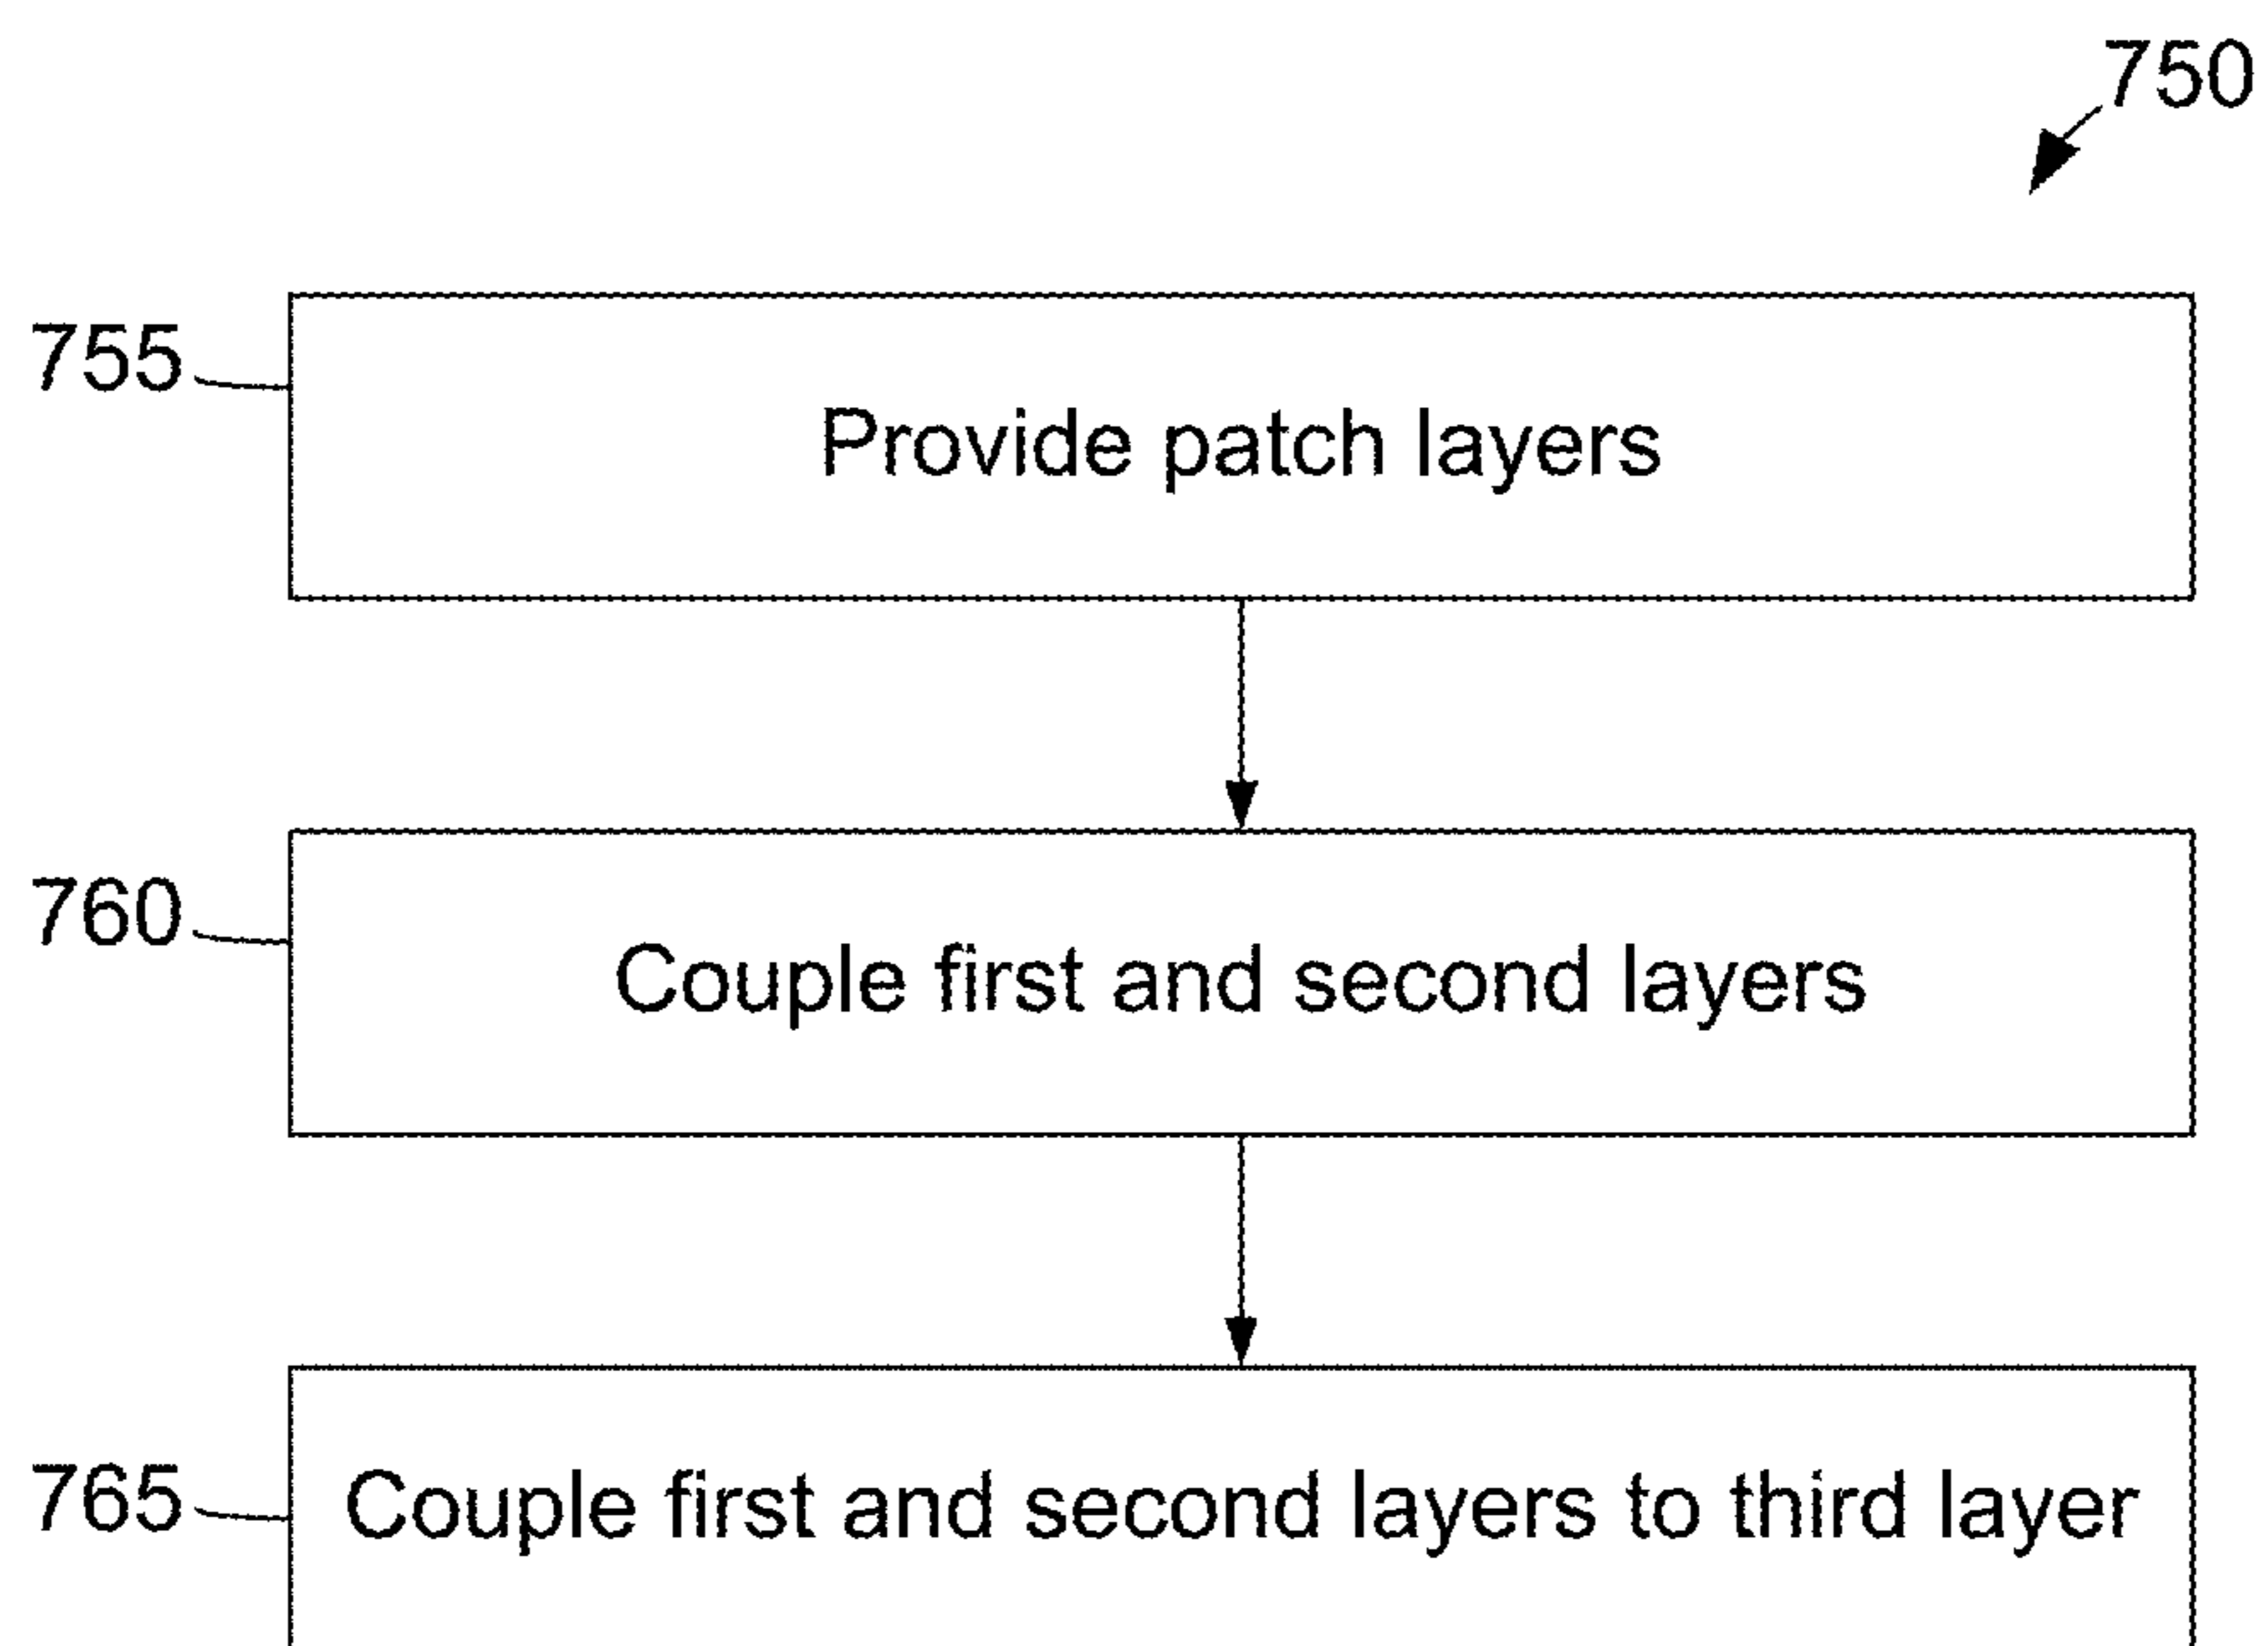 750
755
Provide patch layers
760
Couple first and second layers
765
Couple first and second layers to third layer